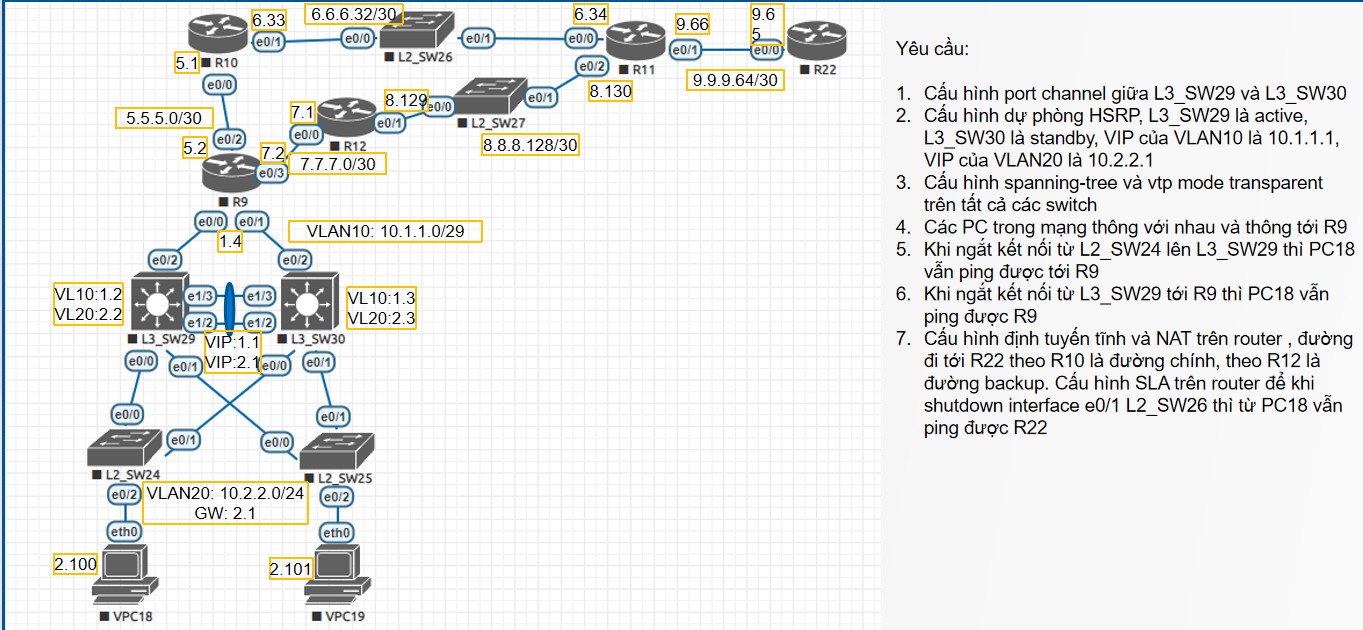 6.33
6.6.6.32/30
6.34
9.66
9.6
5
e0/1
e0/0
e0/1
e0/0
e0/1
e0/0
5.1
R10
L2_SW26
R11
R22
e0/0
e0/2
9.9.9.64/30
8.130
5.5.5.0/30
7.1
8.129
e0/0
e0/1
e0/0
e0/1
L2_SW27
R12
8.8.8.128/30
e0/2
5.2
7.2
7.7.7.0/30
e0/3
R9
e0/0
e0/1
1.4
VLAN10: 10.1.1.0/29
e0/2
e0/2
VL10:1.2
VL20:2.2
e1/3
e1/3
e1/2
e1/2
VL10:1.3
VL20:2.3
L3_SW29
L3_SW30
VIP:1.1
VIP:2.1
e0/0
e0/1
e0/0
e0/1
e0/0
e0/1
e0/0
e0/1
L2_SW24
L2_SW25
e0/2
VLAN20: 10.2.2.0/24
GW: 2.1
e0/2
eth0
eth0
2.100
2.101
VPC18
VPC19
Yêu cầu:
1. Cấu hình port channel giữa L3_SW29 và L3_SW30
2. Cấu hình dự phòng HSRP, L3_SW29 là active,
L3_SW30 là standby, VIP của VLAN10 là 10.1.1.1,
VIP của VLAN20 là 10.2.2.1
3. Cấu hình spanning-tree và vtp mode transparent
trên tất cả các switch
4. Các PC trong mạng thông với nhau và thông tới R9
5. Khi ngắt kết nối từ L2_SW24 lên L3_SW29 thì PC18
vẫn ping được tới R9
6. Khi ngắt kết nối từ L3_SW29 tới R9 thì PC18 vẫn
ping được R9
7. Cấu hình định tuyến tĩnh và NAT trên router , đường
đi tới R22 theo R10 là đường chính, theo R12 là
đường backup. Cấu hình SLA trên router để khi
shutdown interface e0/1 L2_SW26 thì từ PC18 vẫn
ping được R22